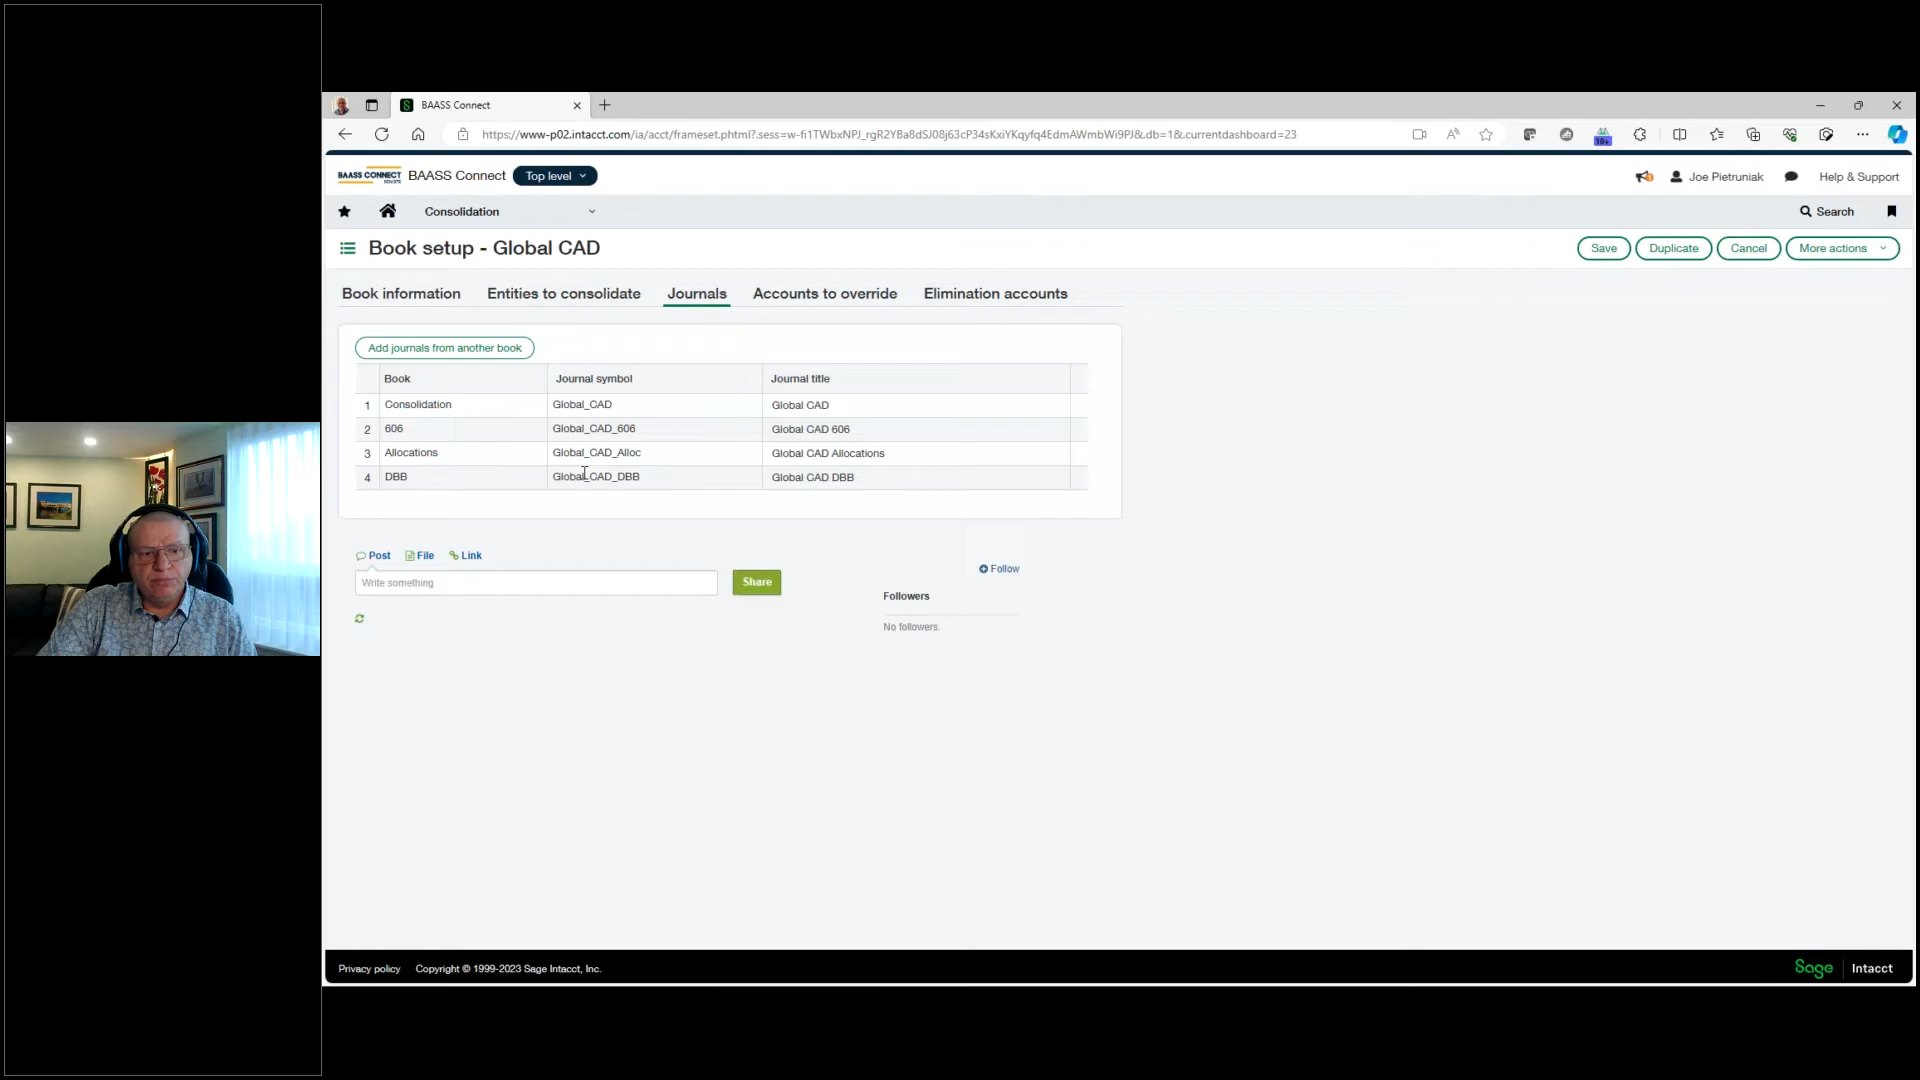 BAASS Connect
https://www-p02.intacct.com/ia/acct/frameset.phtml?.sess=w-fi1TWbxNPJ_rgR2YBa8dSJ08j63cP34sKxiYKqyfq4EdmAWmbWi9PJ&.db=1&.currentdashboard=23
10+
BAASS CONNECT BAASS Connect Top level Joe Pietruniak Help & Support
Consolidation Search
Book setup - Global CAD Save Duplicate Cancel More actions
Book information Entities to consolidate Journals Accounts to override Elimination accounts
Add journals from another book
Book Journal symbol Journal title
1 Consolidation Global_CAD Global CAD
2 606 Global_CAD_606 Global CAD 606
3 Allocations Global_CAD_Alloc Global CAD Allocations
4 DBB Global_CAD_DBB Global CAD DBB
Post File Link
Follow
Write something Share
Followers
No followers.
Privacy policy Copyright © 1999-2023 Sage Intacct, Inc. Sage Intacct